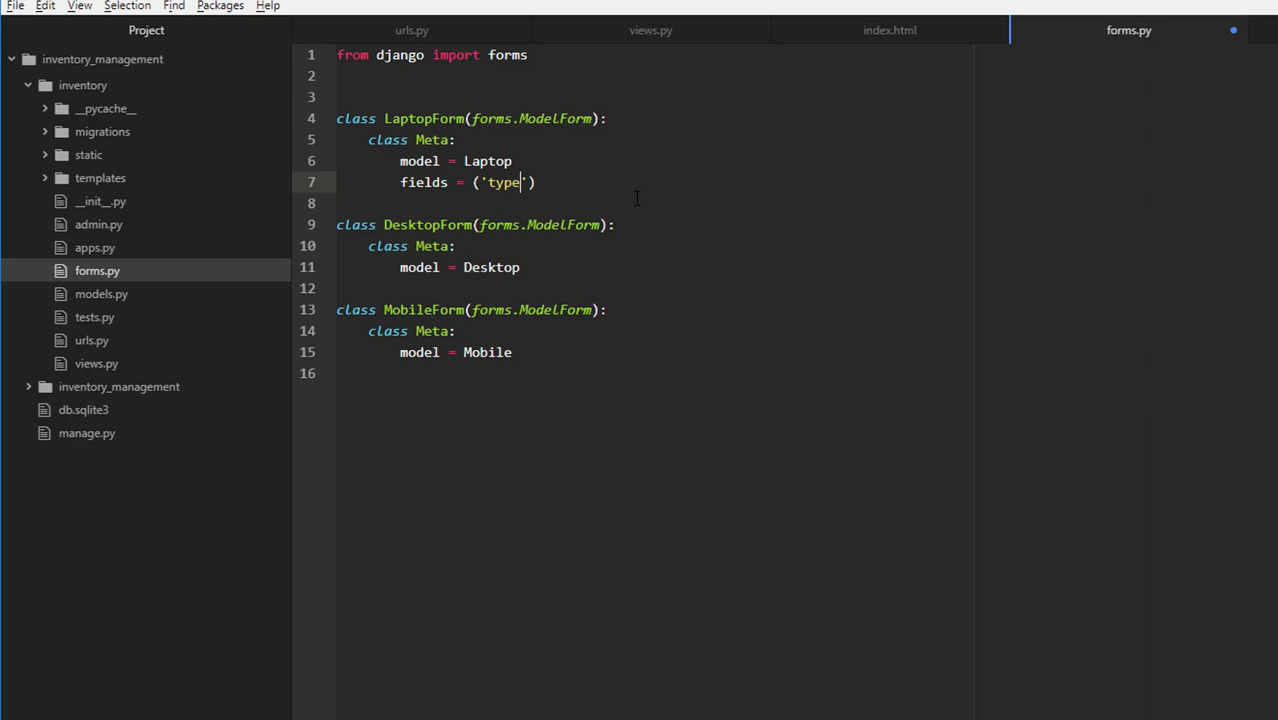 File Edit View Selection Find Packages Help
Project urls.py views.py index.html forms.py
inventory_management
inventory
__pycache__
migrations
static
templates
__init__.py
admin.py
apps.py
forms.py
models.py
tests.py
urls.py
views.py
inventory_management
db.sqlite3
manage.py
1 from django import forms
2
3
4 class LaptopForm(forms.ModelForm):
5 class Meta:
6 model = Laptop
7 fields = ('type')
8
9 class DesktopForm(forms.ModelForm):
10 class Meta:
11 model = Desktop
12
13 class MobileForm(forms.ModelForm):
14 class Meta:
15 model = Mobile
16